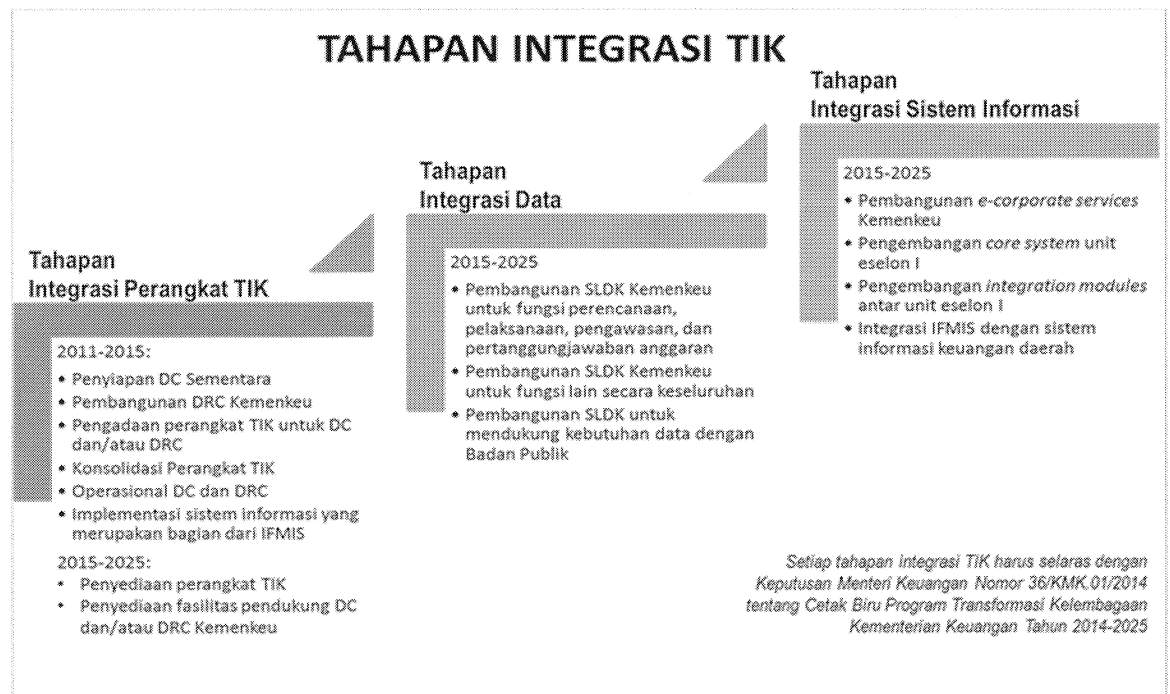 TAHAPAN INTEGRASI TIK
Tahapan
Integrasi Perangkat TIK
2011-2015:
• Penyiapan DC Sementara
• Pembangunan DRC Kemenkeu
• Pengadaan perangkat TIK untuk DC
dan/atau DRC
• Konsolidasi Perangkat TIK
• Operasional DC dan DRC
• Implementasi sistem informasi yang
merupakan bagian dari IFMIS
2015-2025:
• Penyediaan perangkat TIK
• Penyediaan fasilitas pendukung DC
dan/atau DRC Kemenkeu
Tahapan
Integrasi Data
2015-2025
• Pembangunan SLDK Kemenkeu
untuk fungsi perencanaan,
pelaksanaan, pengawasan, dan
pertanggungjawaban anggaran
• Pembangunan SLDK Kemenkeu
untuk fungsi lain secara keseluruhan
• Pembangunan SLDK untuk
mendukung kebutuhan data dengan
Badan Publik
Tahapan
Integrasi Sistem Informasi
2015-2025
• Pembangunan e-corporate services
Kemenkeu
• Pengembangan core system unit
eselon I
• Pengembangan integration modules
antar unit eselon I
• Integrasi IFMIS dengan sistem
informasi keuangan daerah
Setiap tahapan integrasi TIK harus selaras dengan
Keputusan Menteri Keuangan Nomor 36/KMK.01/2014
tentang Cetak Biru Program Transformasi Kelembagaan
Kementerian Keuangan Tahun 2014-2025